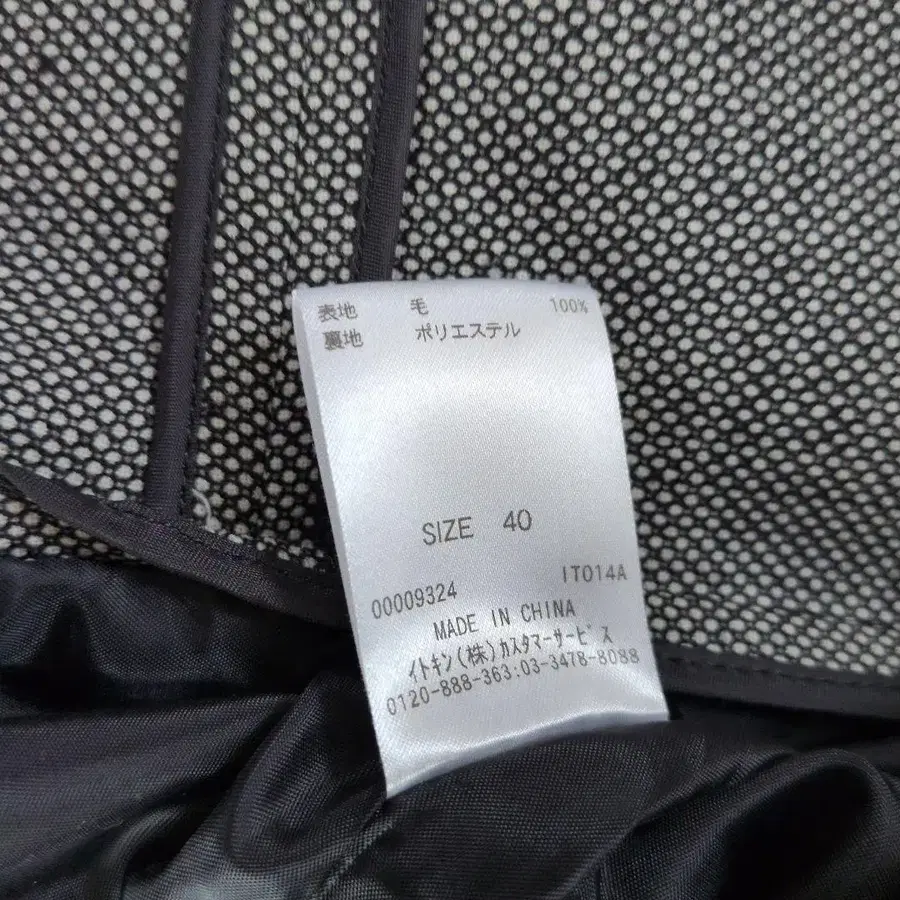 表地 毛 100%
裏地 ポリエステル
SIZE 40
00009324 IT014A
MADE IN CHINA
ｲﾄｷﾝ(株)ｶｽﾀﾏｰｻｰﾋﾞｽ
0120-888-363:03-3478-8088